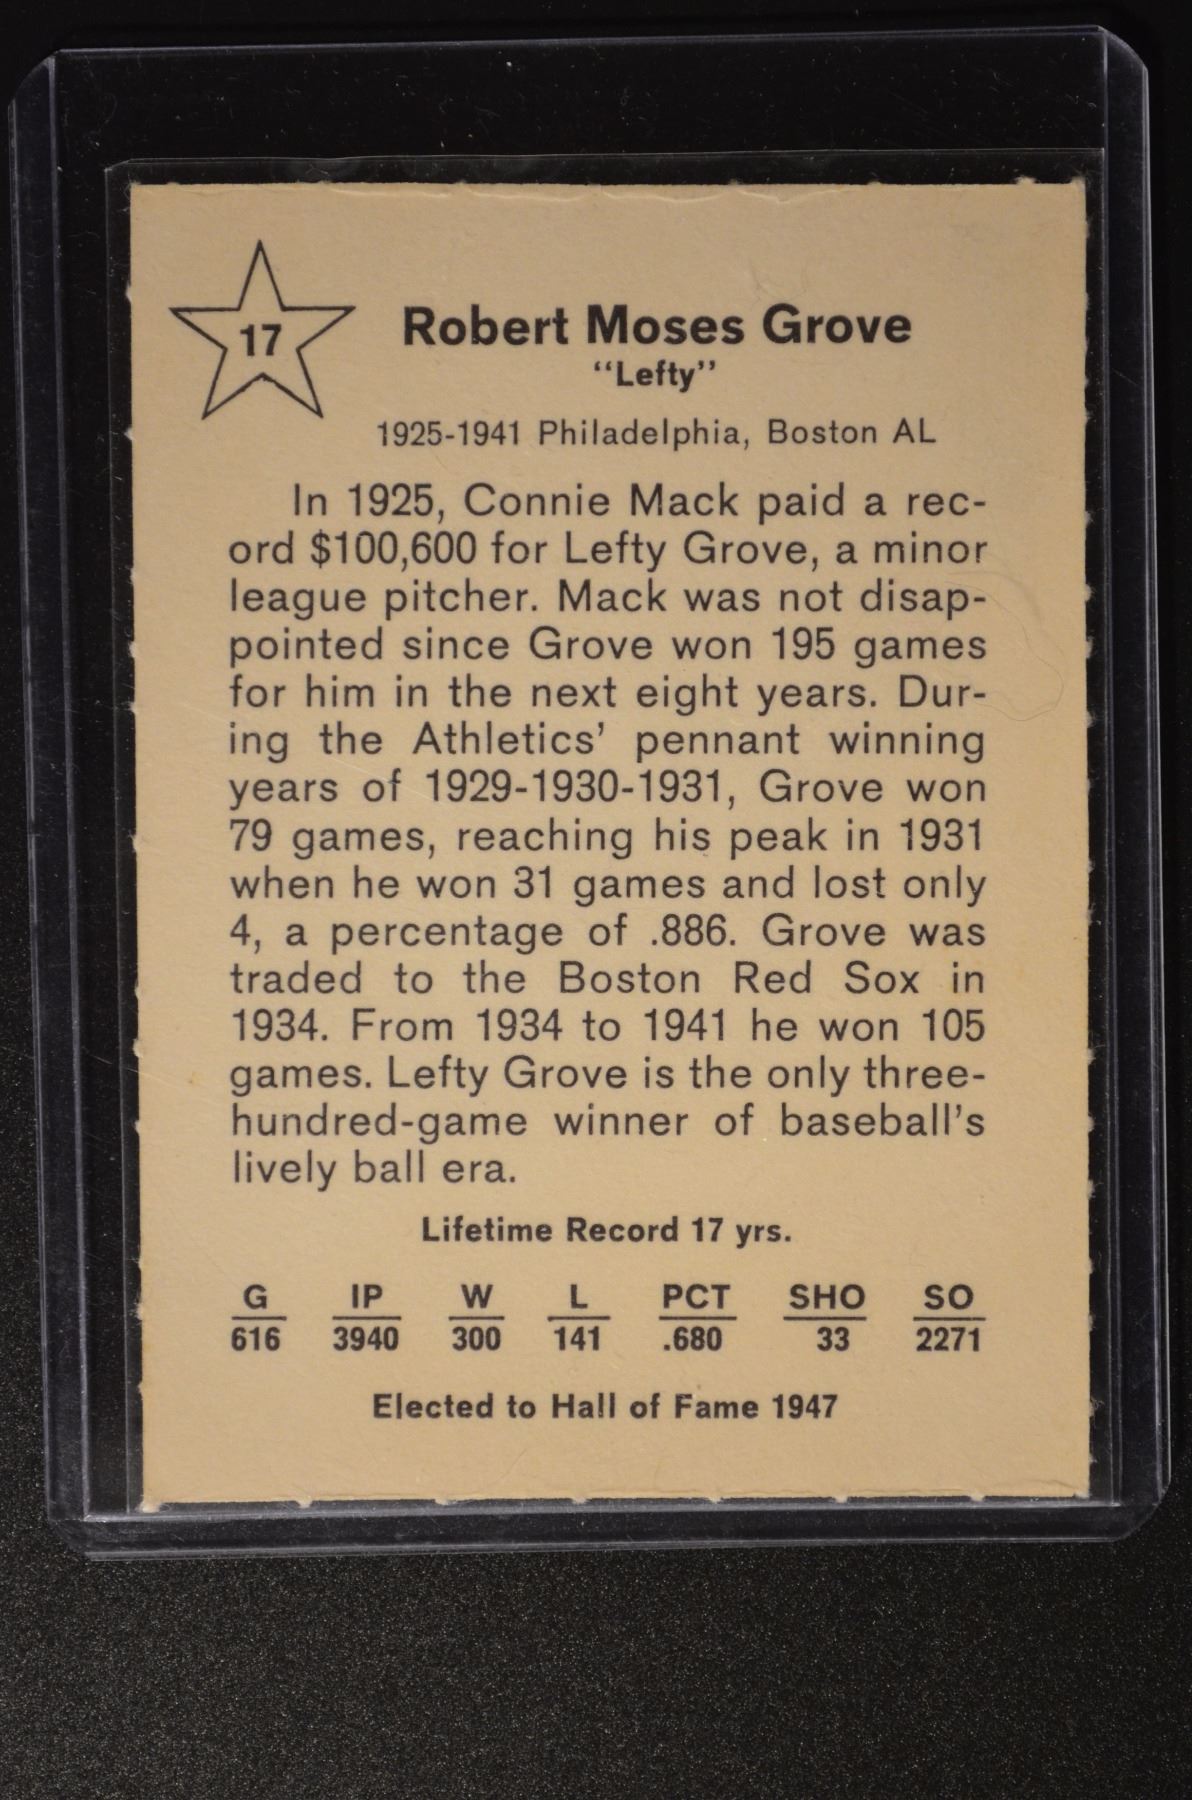 17
Robert Moses Grove
“Lefty”
1925-1941 Philadelphia, Boston AL
In 1925, Connie Mack paid a rec-
ord $100,600 for Lefty Grove, a minor
league pitcher. Mack was not disap-
pointed since Grove won 195 games
for him in the next eight years. Dur-
ing the Athletics’ pennant winning
years of 1929-1930-1931, Grove won
79 games, reaching his peak in 1931
when he won 31 games and lost only
4, a percentage of .886. Grove was
traded to the Boston Red Sox in
1934. From 1934 to 1941 he won 105
games. Lefty Grove is the only three-
hundred-game winner of baseball’s
lively ball era.
Lifetime Record 17 yrs.
G IP W L PCT SHO SO
616 3940 300 141 .680 33 2271
Elected to Hall of Fame 1947